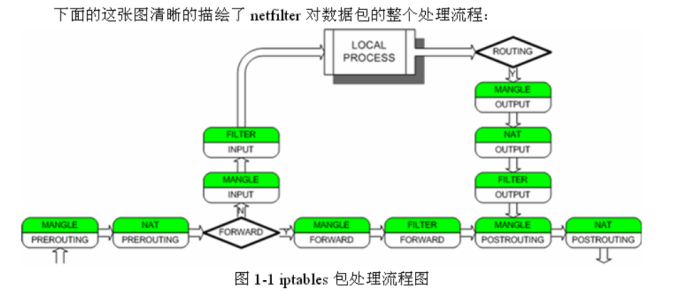 下面的这张图清晰的描绘了 netfilter 对数据包的整个处理流程：
LOCAL
PROCESS
ROUTING
Y
MANGLE
OUTPUT
NAT
OUTPUT
FILTER
OUTPUT
FILTER
INPUT
MANGLE
INPUT
N
MANGLE
PREROUTING
NAT
PREROUTING
FORWARD
Y
MANGLE
FORWARD
FILTER
FORWARD
MANGLE
POSTROUTING
NAT
POSTROUTING
图 1-1 iptables 包处理流程图